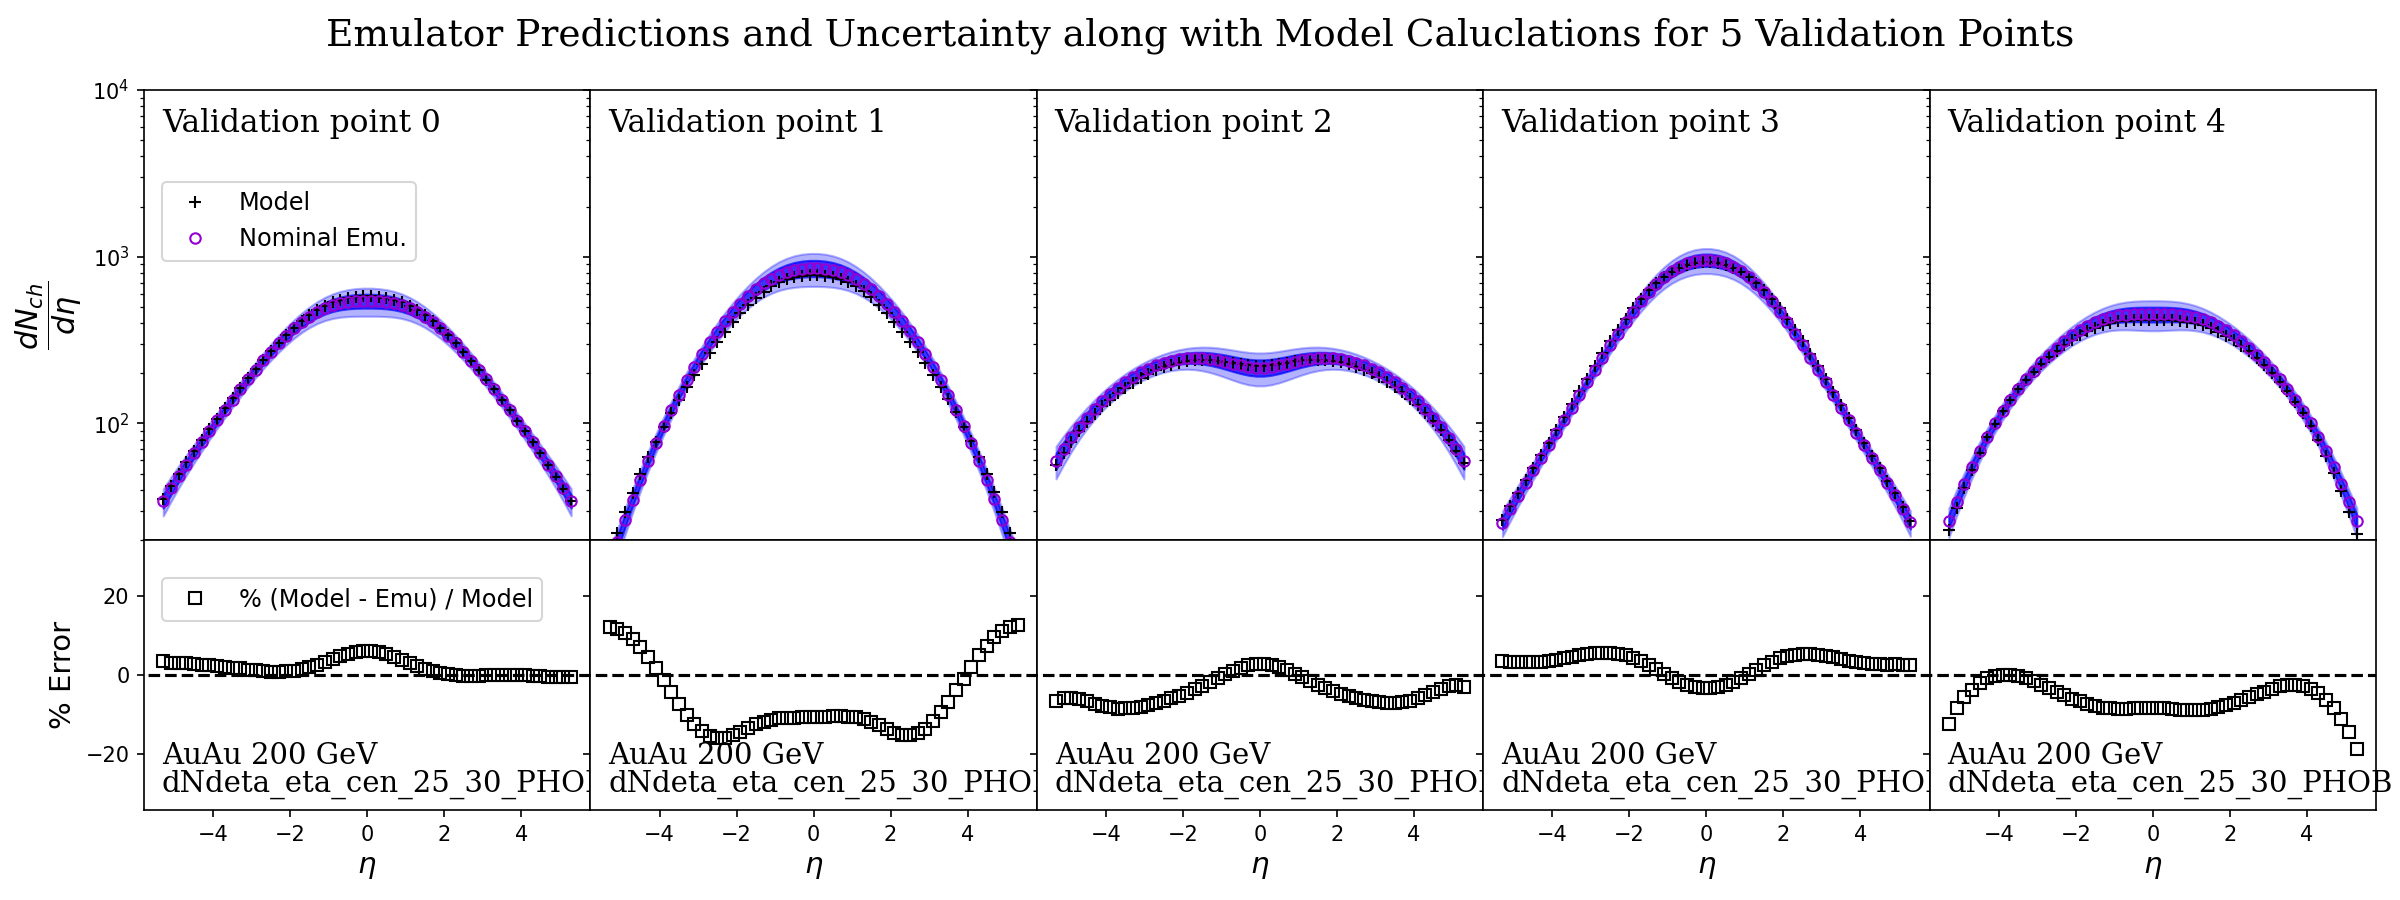 Emulator Predictions and Uncertainty along with Model Caluclations for 5 Validation Points
dN_ch
dη
10^4
10^3
10^2
Validation point 0
Model
Nominal Emu.
Validation point 1
Validation point 2
Validation point 3
Validation point 4
% Error
20
0
−20
% (Model - Emu) / Model
AuAu 200 GeV
dNdeta_eta_cen_25_30_PHO
AuAu 200 GeV
dNdeta_eta_cen_25_30_PHO
AuAu 200 GeV
dNdeta_eta_cen_25_30_PHO
AuAu 200 GeV
dNdeta_eta_cen_25_30_PHO
AuAu 200 GeV
dNdeta_eta_cen_25_30_PHOB
−4 −2 0 2 4
η
−4 −2 0 2 4
η
−4 −2 0 2 4
η
−4 −2 0 2 4
η
−4 −2 0 2 4
η